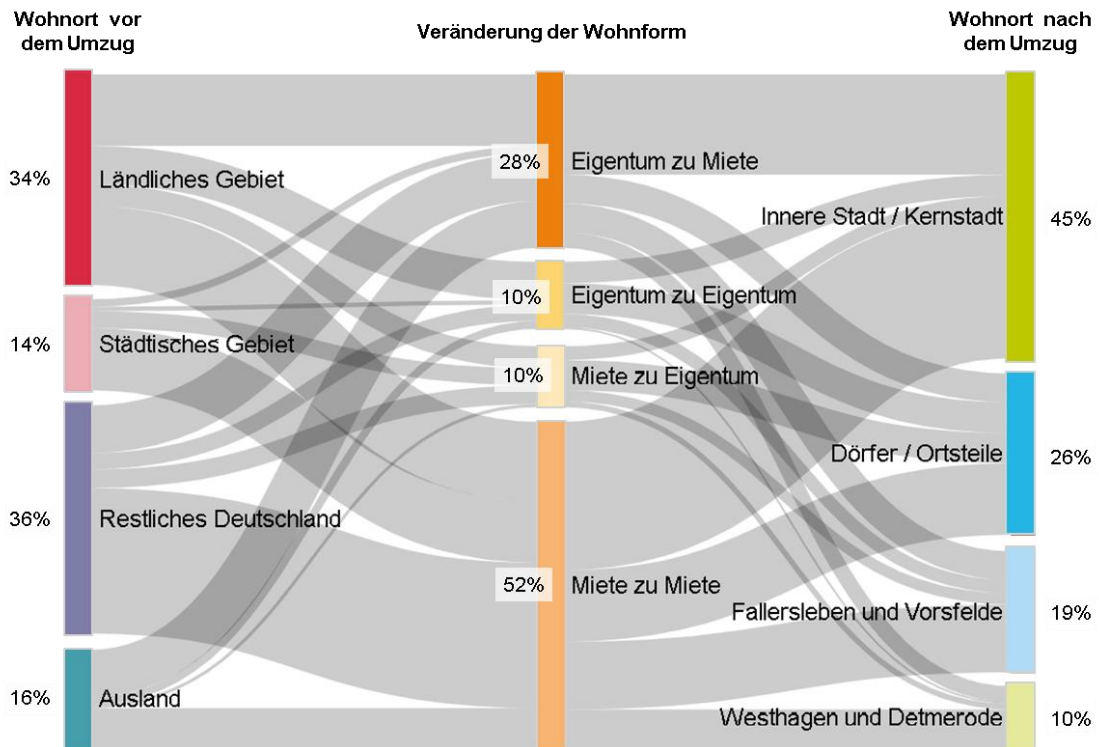 Wohnort vor
dem Umzug
Veränderung der Wohnform
Wohnort nach
dem Umzug
34%
Ländliches Gebiet
14%
Städtisches Gebiet
36%
Restliches Deutschland
16%
Ausland
28%
Eigentum zu Miete
10%
Eigentum zu Eigentum
10%
Miete zu Eigentum
52%
Miete zu Miete
Innere Stadt / Kernstadt
45%
Dörfer / Ortsteile
26%
Fallersleben und Vorsfelde
19%
Westhagen und Detmerode
10%